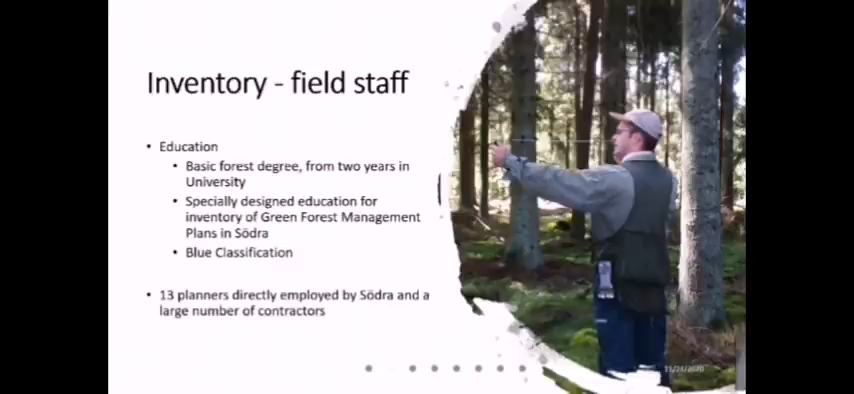 Inventory - field staff
• Education
• Basic forest degree, from two years in
University
• Specially designed education for
inventory of Green Forest Management
Plans in Södra
• Blue Classification
• 13 planners directly employed by Södra and a
large number of contractors